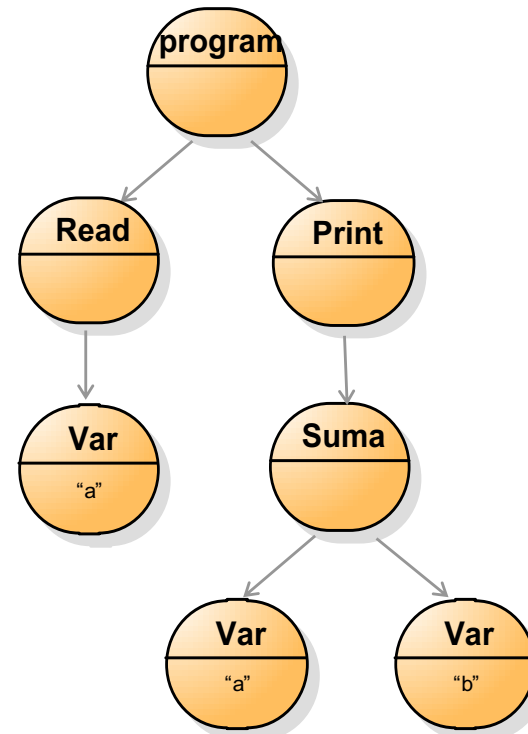 program
Read
Print
Var
“a”
Suma
Var
“a”
Var
“b”